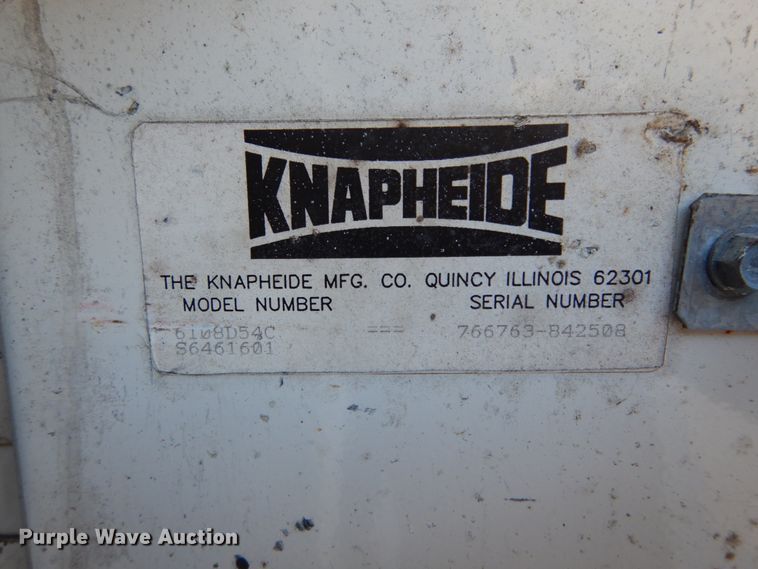 KNAPHEIDE
THE KNAPHEIDE MFG. CO. QUINCY ILLINOIS 62301
MODEL NUMBER SERIAL NUMBER
6108D54C === 766763-842508
S6461601
Purple Wave Auction